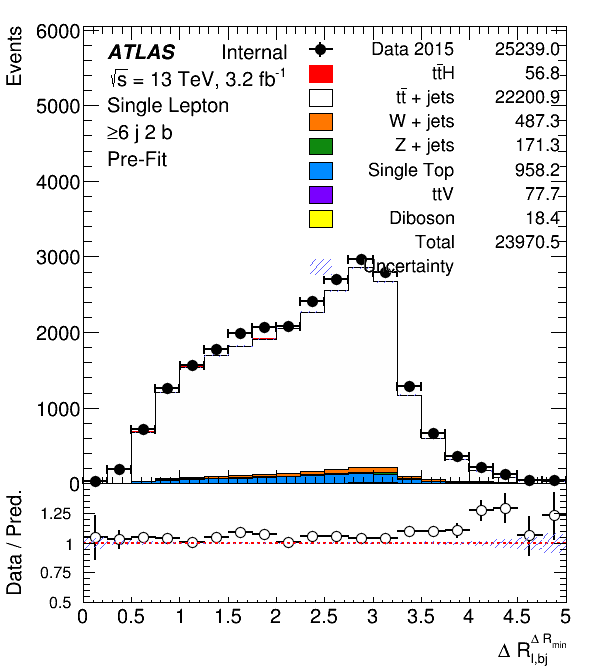 Events
6000
5000
4000
3000
2000
1000
0
ATLAS Internal
√s = 13 TeV, 3.2 fb-1
Single Lepton
≥6 j 2 b
Pre-Fit
Data 2015 25239.0
tt̄H 56.8
tt̄ + jets 22200.9
W + jets 487.3
Z + jets 171.3
Single Top 958.2
ttV 77.7
Diboson 18.4
Total 23970.5
Uncertainty
Data / Pred.
1.25
1
0.75
0.5
0 0.5 1 1.5 2 2.5 3 3.5 4 4.5 5
Δ R l,bj Δ R min